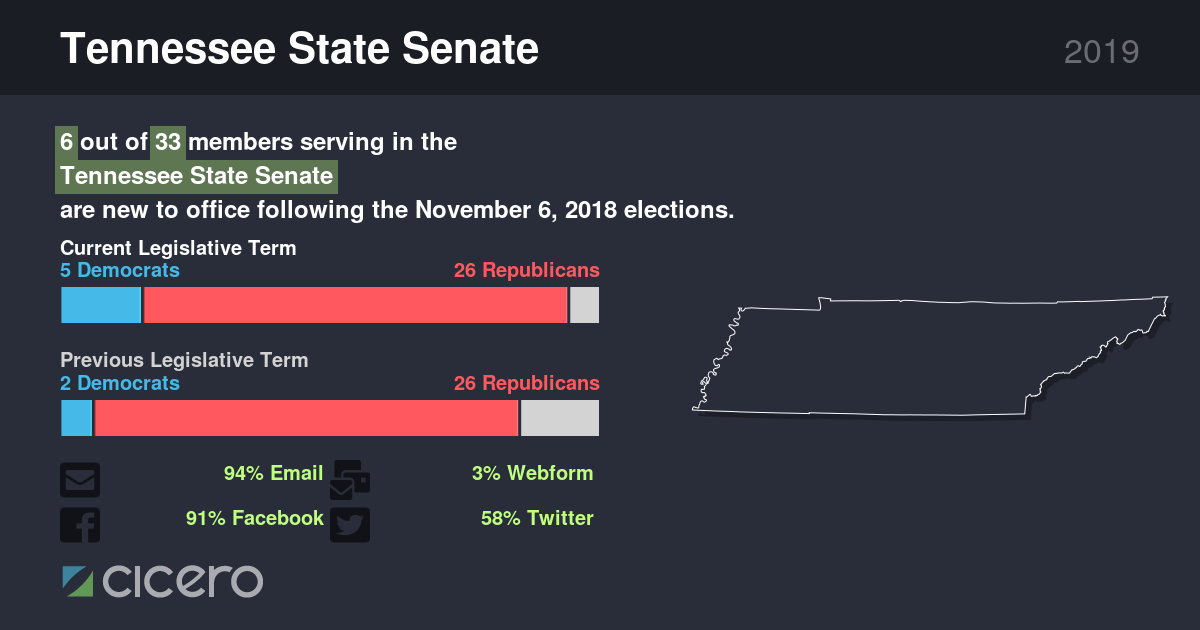 Tennessee State Senate
2019
6 out of 33 members serving in the
Tennessee State Senate
are new to office following the November 6, 2018 elections.
Current Legislative Term
5 Democrats 26 Republicans
Previous Legislative Term
2 Democrats 26 Republicans
94% Email 3% Webform
91% Facebook 58% Twitter
cicero